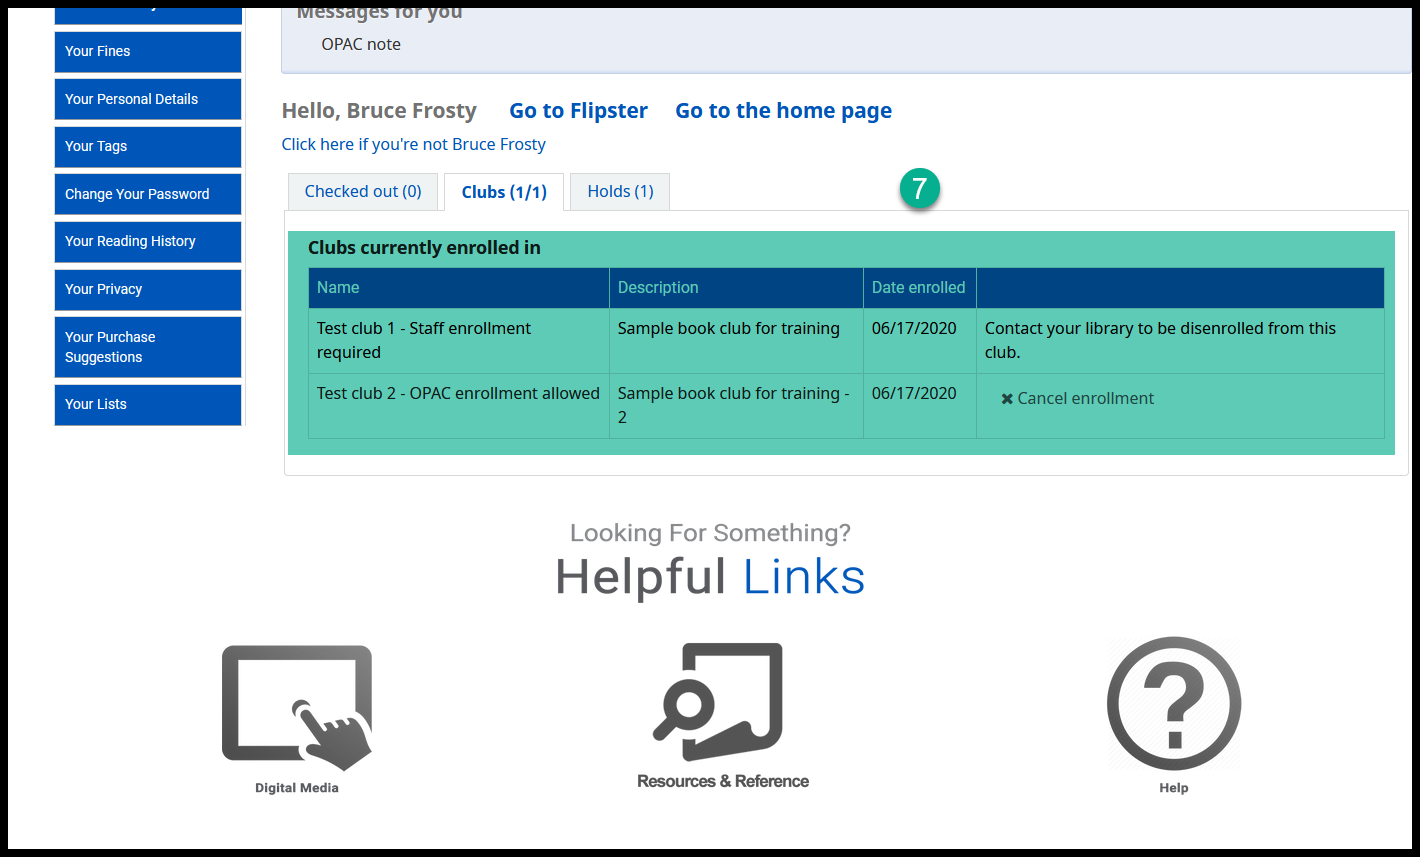 Messages for you
OPAC note
Your Fines
Your Personal Details
Your Tags
Change Your Password
Your Reading History
Your Privacy
Your Purchase
Suggestions
Your Lists
Hello, Bruce Frosty Go to Flipster Go to the home page
Click here if you're not Bruce Frosty
Checked out (0) Clubs (1/1) Holds (1)
7
Clubs currently enrolled in
Name Description Date enrolled
Test club 1 - Staff enrollment
required
Sample book club for training
06/17/2020
Contact your library to be disenrolled from this
club.
Test club 2 - OPAC enrollment allowed
Sample book club for training -
2
06/17/2020
Cancel enrollment
Looking For Something?
Helpful Links
Digital Media
Resources & Reference
Help